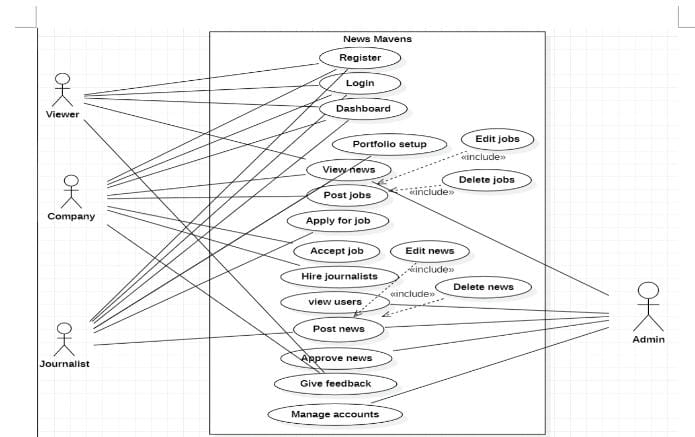 News Mavens
Register
Login
Viewer
Dashboard
Edit jobs
Portfolio setup
«include»
View news
Delete jobs
Post jobs
«include»
Company
Apply for job
Accept job
Edit news
«include»
Hire journalists
Delete news
view users
«include»
Post news
Admin
Journalist
Approve news
Give feedback
Manage accounts